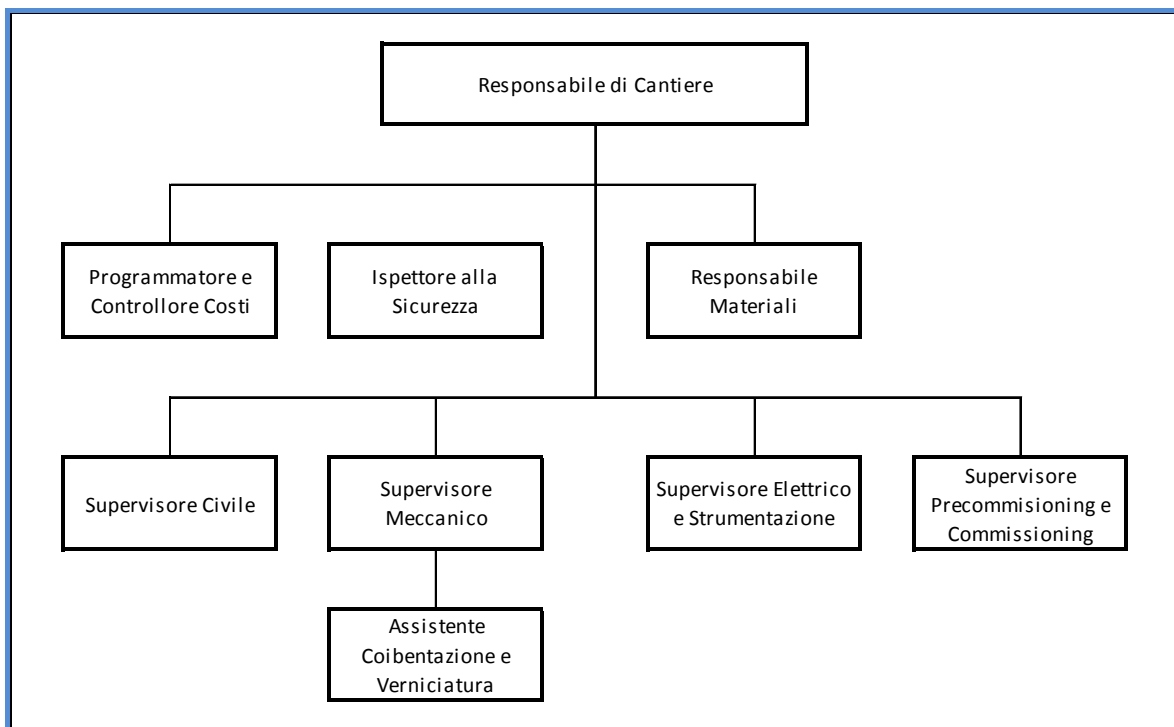 Responsabile di Cantiere
Programmatore e
Controllore Costi
Ispettore alla
Sicurezza
Responsabile
Materiali
Supervisore Civile
Supervisore
Meccanico
Supervisore Elettrico
e Strumentazione
Supervisore
Precommisioning e
Commissioning
Assistente
Coibentazione e
Verniciatura